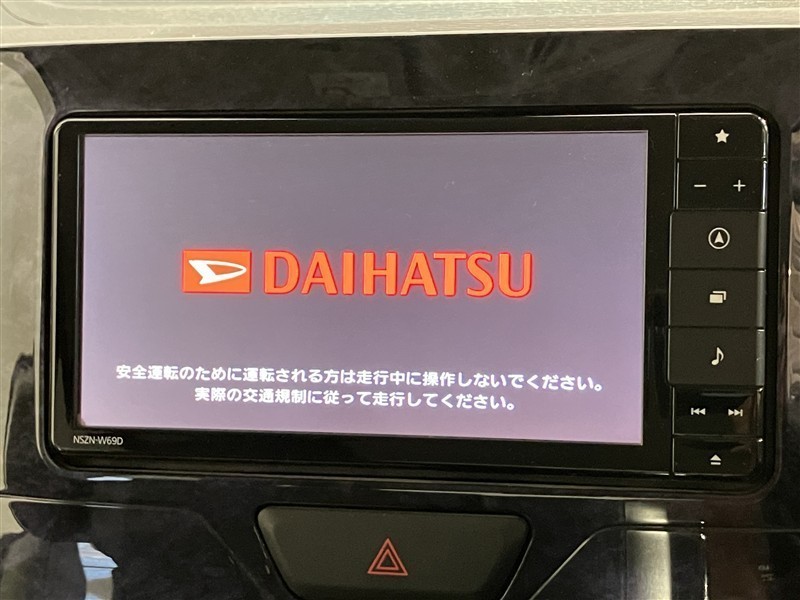 DAIHATSU
安全運転のために運転される方は走行中に操作しないでください。
実際の交通規制に従って走行してください。
NSZN-W69D